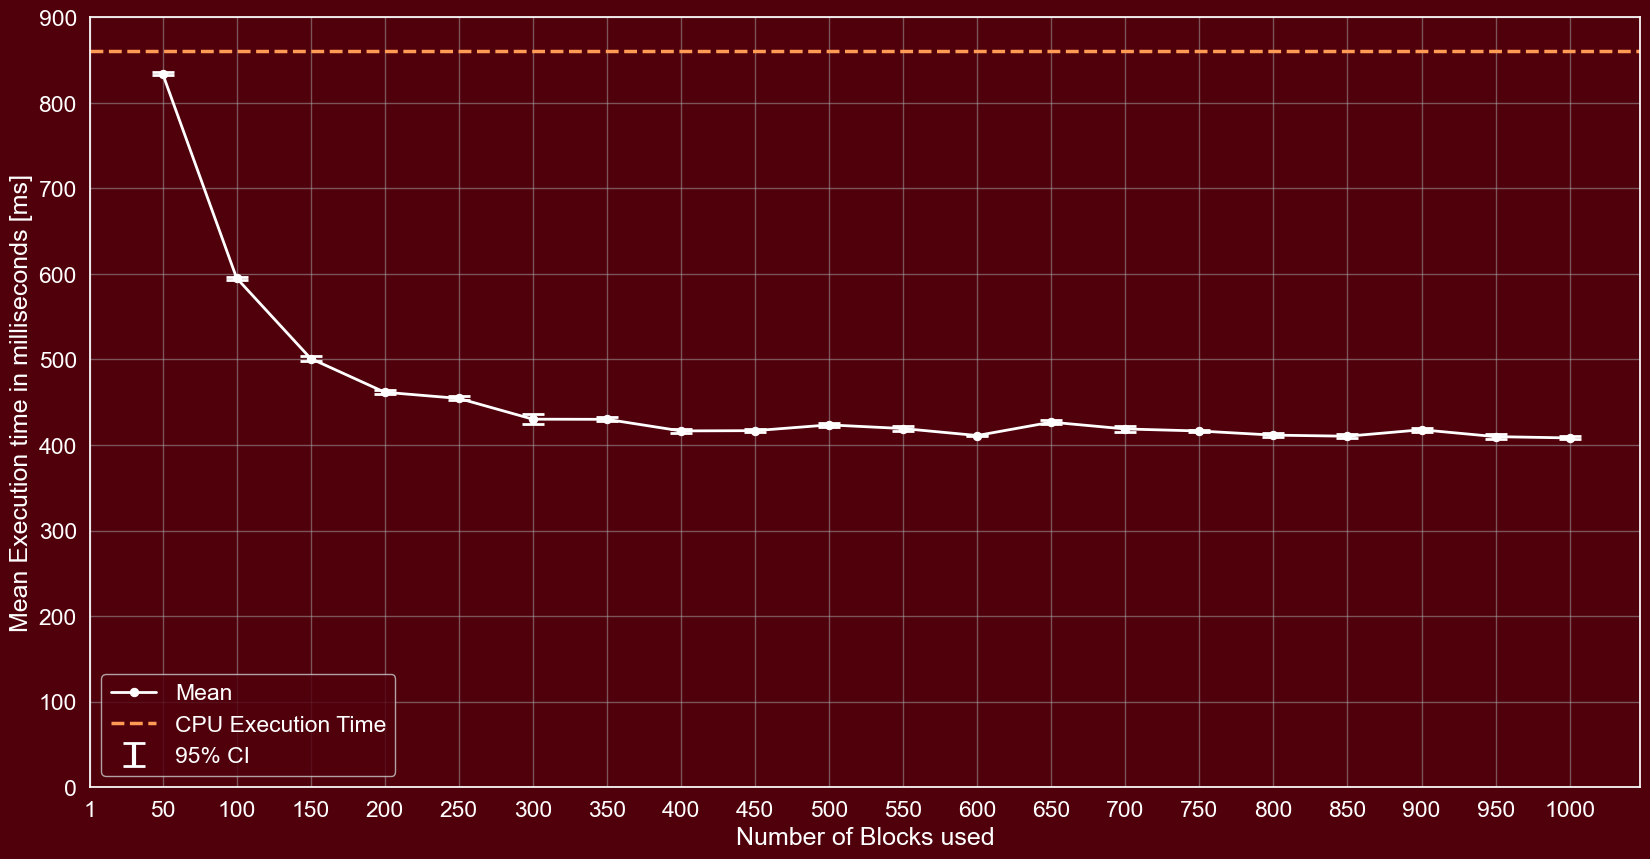 Mean Execution time in milliseconds [ms]
900
800
700
600
500
400
300
200
100
0
Mean
CPU Execution Time
95% CI
1 50 100 150 200 250 300 350 400 450 500 550 600 650 700 750 800 850 900 950 1000
Number of Blocks used